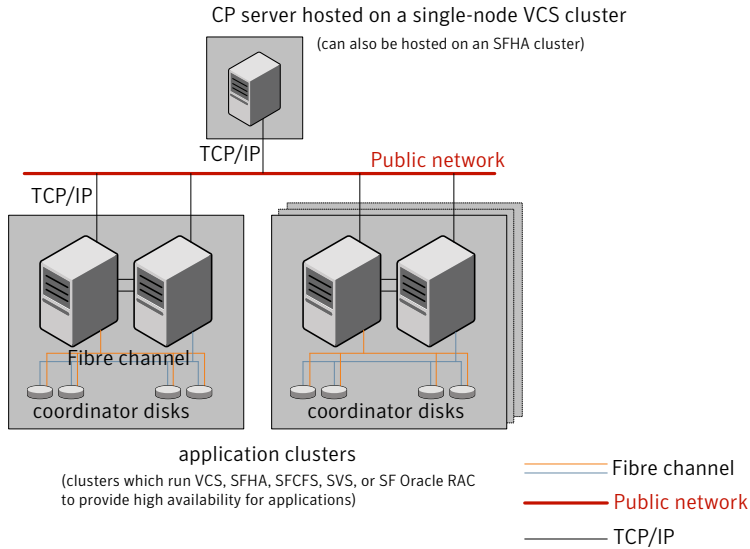 CP server hosted on a single-node VCS cluster
(can also be hosted on an SFHA cluster)
TCP/IP
Public network
TCP/IP
Fibre channel
coordinator disks
coordinator disks
application clusters
(clusters which run VCS, SFHA, SFCFS, SVS, or SF Oracle RAC
to provide high availability for applications)
Fibre channel
Public network
TCP/IP